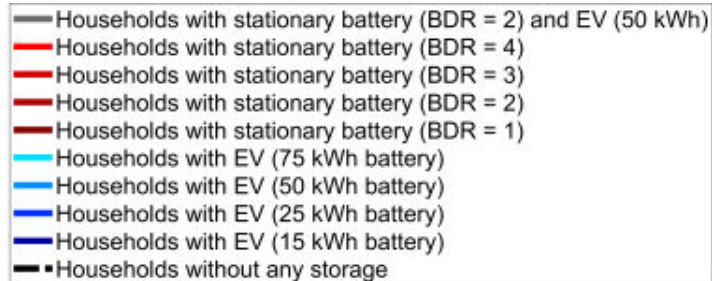 Households with stationary battery (BDR = 2) and EV (50 kWh)
Households with stationary battery (BDR = 4)
Households with stationary battery (BDR = 3)
Households with stationary battery (BDR = 2)
Households with stationary battery (BDR = 1)
Households with EV (75 kWh battery)
Households with EV (50 kWh battery)
Households with EV (25 kWh battery)
Households with EV (15 kWh battery)
Households without any storage